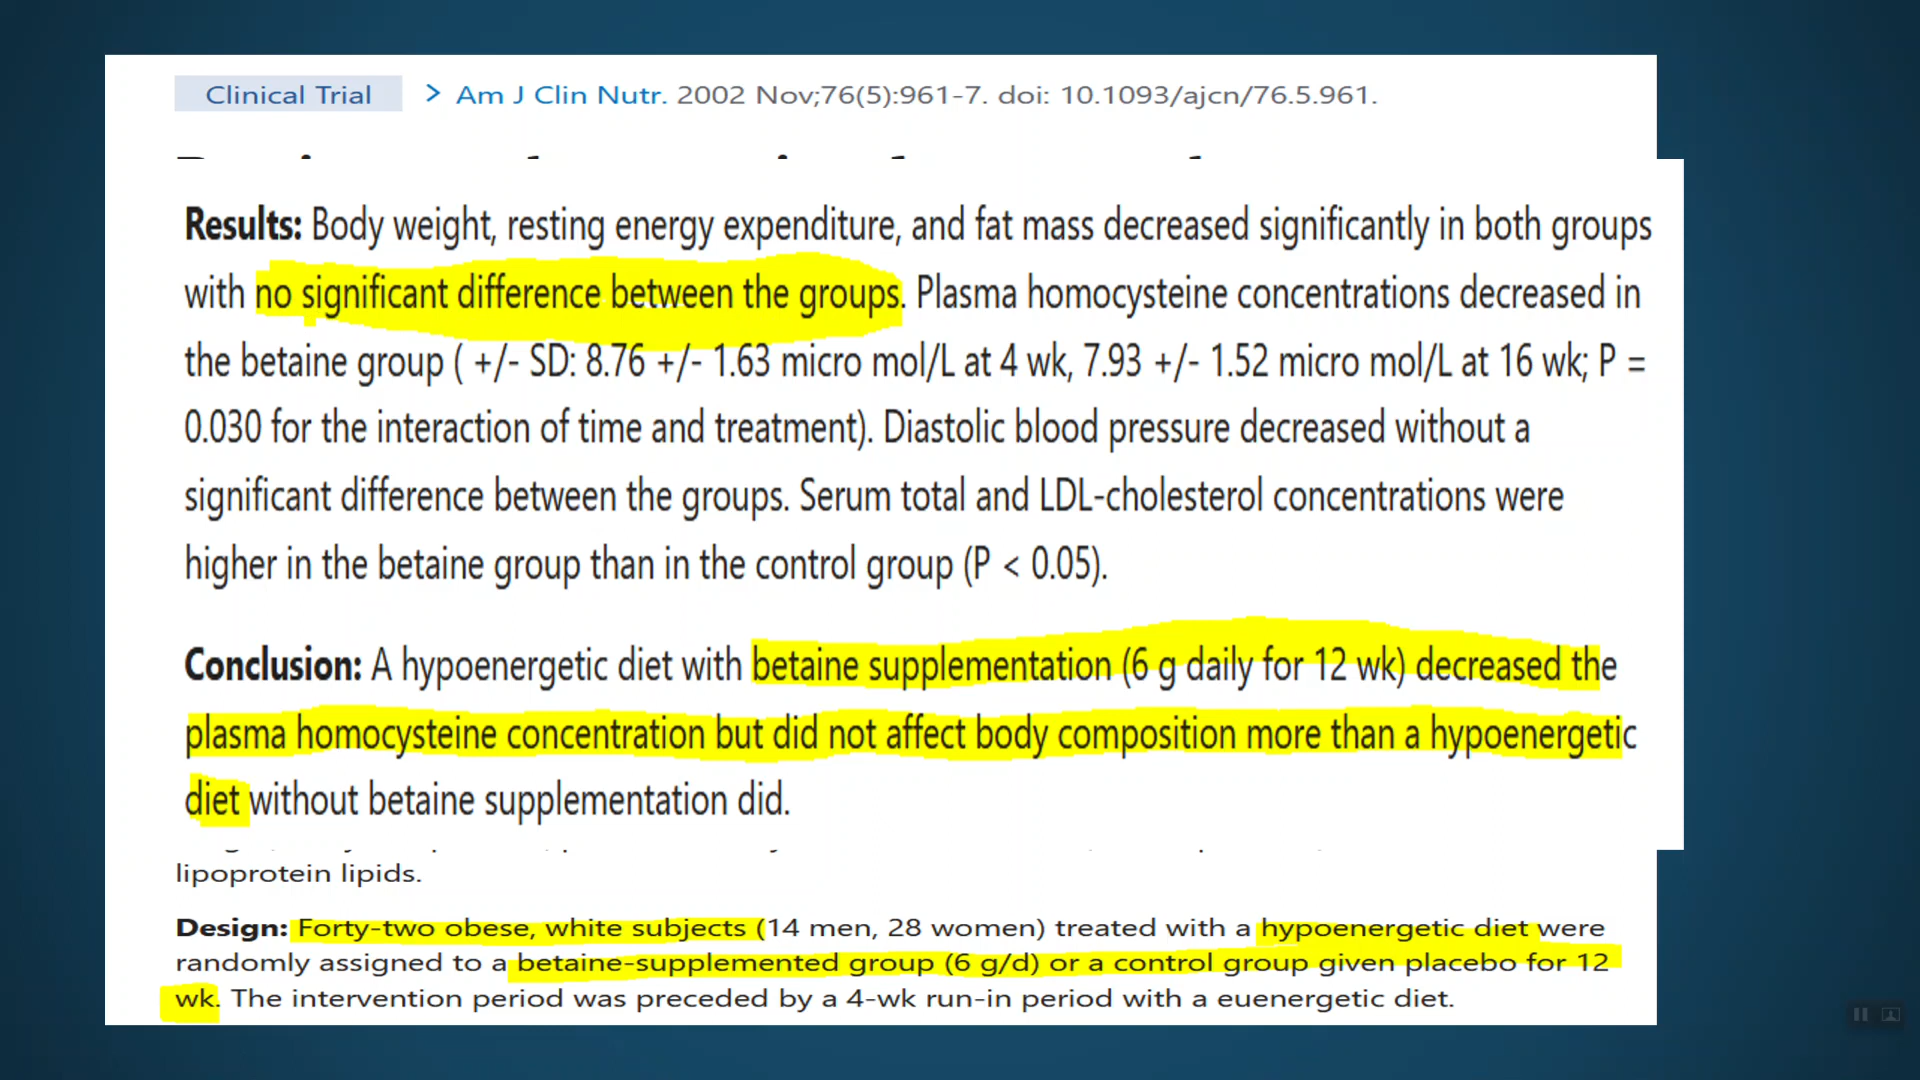 Clinical Trial > Am J Clin Nutr. 2002 Nov;76(5):961-7. doi: 10.1093/ajcn/76.5.961.
Results: Body weight, resting energy expenditure, and fat mass decreased significantly in both groups
with no significant difference between the groups. Plasma homocysteine concentrations decreased in
the betaine group ( +/- SD: 8.76 +/- 1.63 micro mol/L at 4 wk, 7.93 +/- 1.52 micro mol/L at 16 wk; P =
0.030 for the interaction of time and treatment). Diastolic blood pressure decreased without a
significant difference between the groups. Serum total and LDL-cholesterol concentrations were
higher in the betaine group than in the control group (P < 0.05).
Conclusion: A hypoenergetic diet with betaine supplementation (6 g daily for 12 wk) decreased the
plasma homocysteine concentration but did not affect body composition more than a hypoenergetic
diet without betaine supplementation did.
lipoprotein lipids.
Design: Forty-two obese, white subjects (14 men, 28 women) treated with a hypoenergetic diet were
randomly assigned to a betaine-supplemented group (6 g/d) or a control group given placebo for 12
wk. The intervention period was preceded by a 4-wk run-in period with a euenergetic diet.